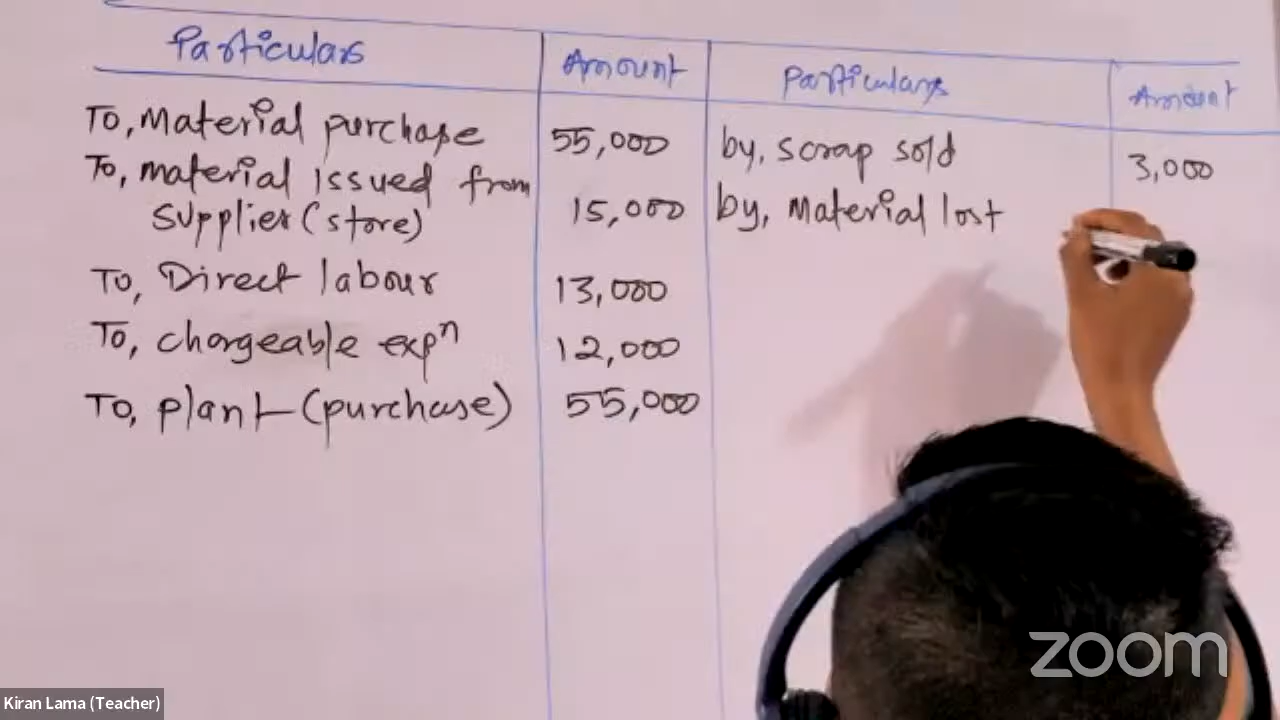 Particulars Amount Particulars Amount
To, Material purchase 55,000 by, scrap sold 3,000
To, material issued from
Supplier (store) 15,000 by, Material lost
To, Direct labour 13,000
To, chargeable expⁿ 12,000
To, plant (purchase) 55,000
zoom
Kiran Lama (Teacher)